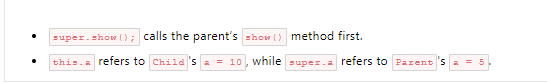 • super.show(); calls the parent's show() method first.
• this.a refers to Child's a = 10, while super.a refers to Parent's a = 5.